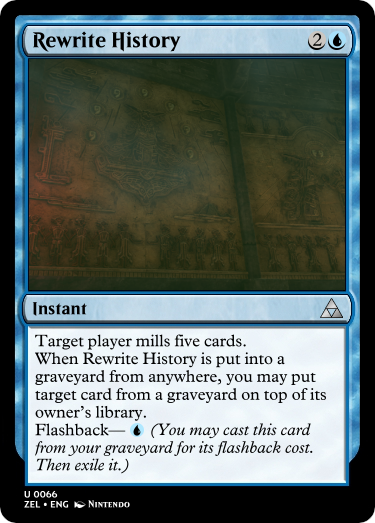 Rewrite History 2
Instant
Target player mills five cards.
When Rewrite History is put into a
graveyard from anywhere, you may put
target card from a graveyard on top of its
owner's library.
Flashback— (You may cast this card
from your graveyard for its flashback cost.
Then exile it.)
U 0066
ZEL • ENG Nintendo